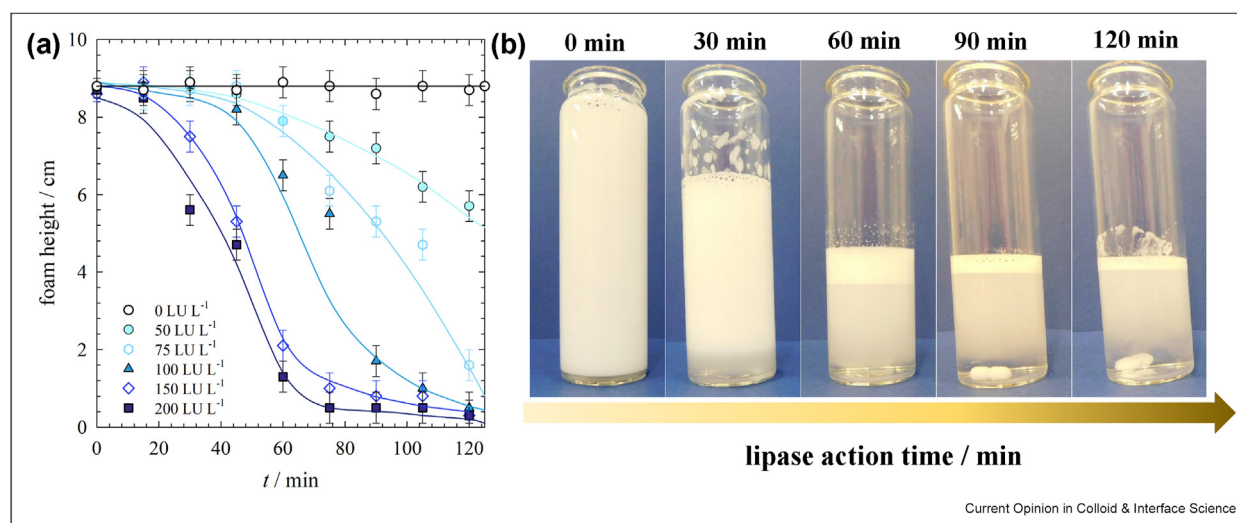 (a)
10
8
6
4
2
0
foam height / cm
0 LU L⁻¹
50 LU L⁻¹
75 LU L⁻¹
100 LU L⁻¹
150 LU L⁻¹
200 LU L⁻¹
0 20 40 60 80 100 120
t / min
(b)
0 min 30 min 60 min 90 min 120 min
lipase action time / min
Current Opinion in Colloid & Interface Science